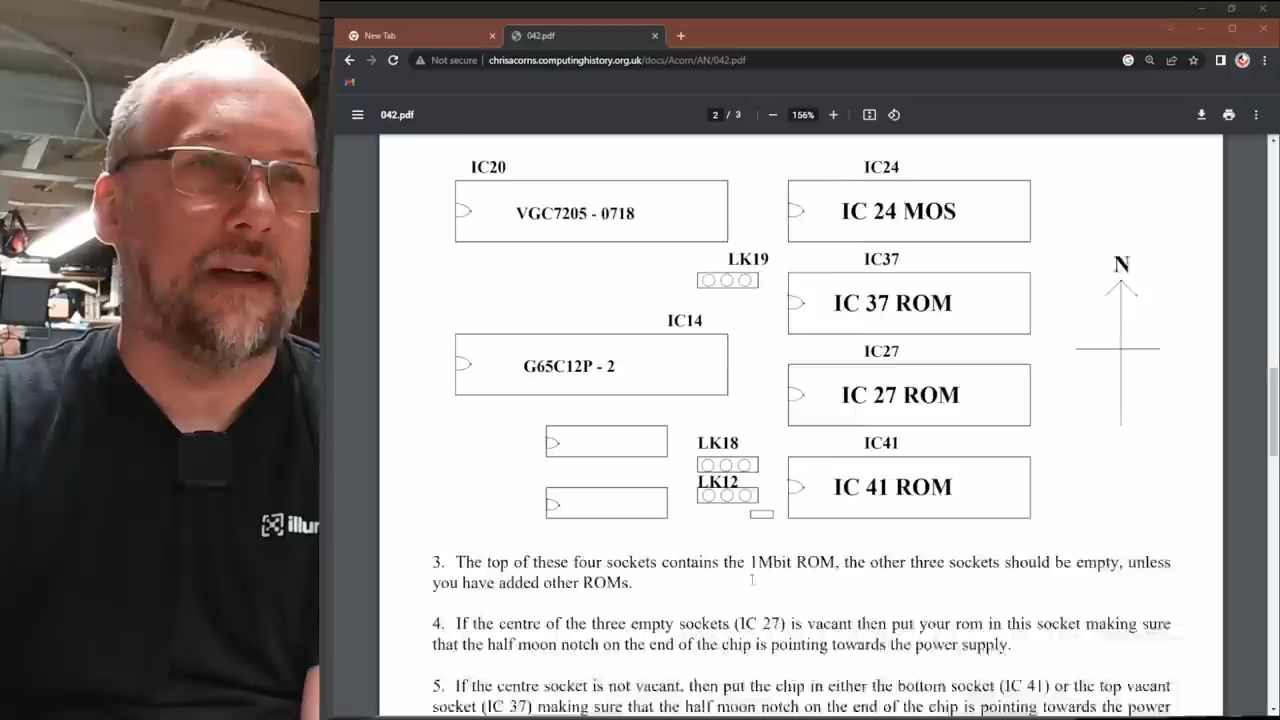 New Tab
042.pdf
Not secure
chrisacorns.computinghistory.org.uk/docs/Acorn/AN/042.pdf
042.pdf
2 / 3
156%
IC20
IC24
VGC7205 - 0718
IC 24 MOS
LK19
IC37
IC 37 ROM
N
IC14
IC27
G65C12P - 2
IC 27 ROM
LK18
IC41
LK12
IC 41 ROM
3. The top of these four sockets contains the 1Mbit ROM, the other three sockets should be empty, unless
you have added other ROMs.
4. If the centre of the three empty sockets (IC 27) is vacant then put your rom in this socket making sure
that the half moon notch on the end of the chip is pointing towards the power supply.
5. If the centre socket is not vacant, then put the chip in either the bottom socket (IC 41) or the top vacant
socket (IC 37) making sure that the half moon notch on the end of the chip is pointing towards the power
illum